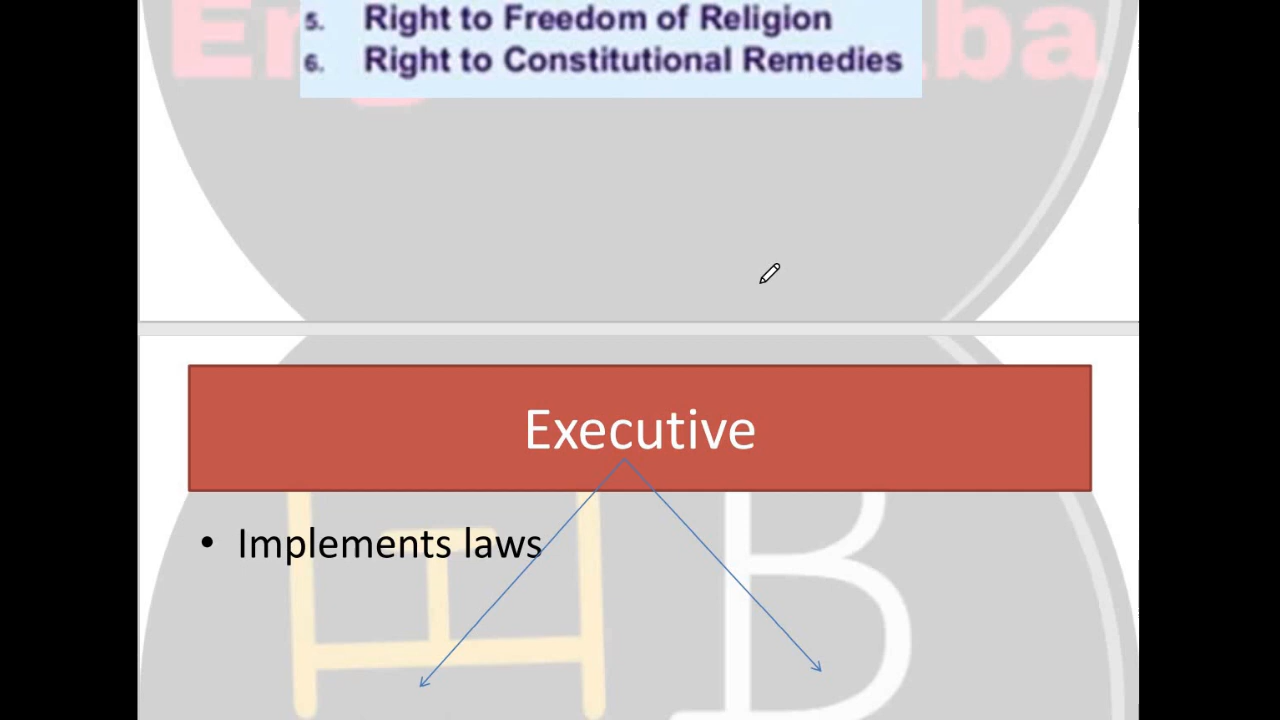 5. Right to Freedom of Religion
6. Right to Constitutional Remedies
Executive
• Implements laws